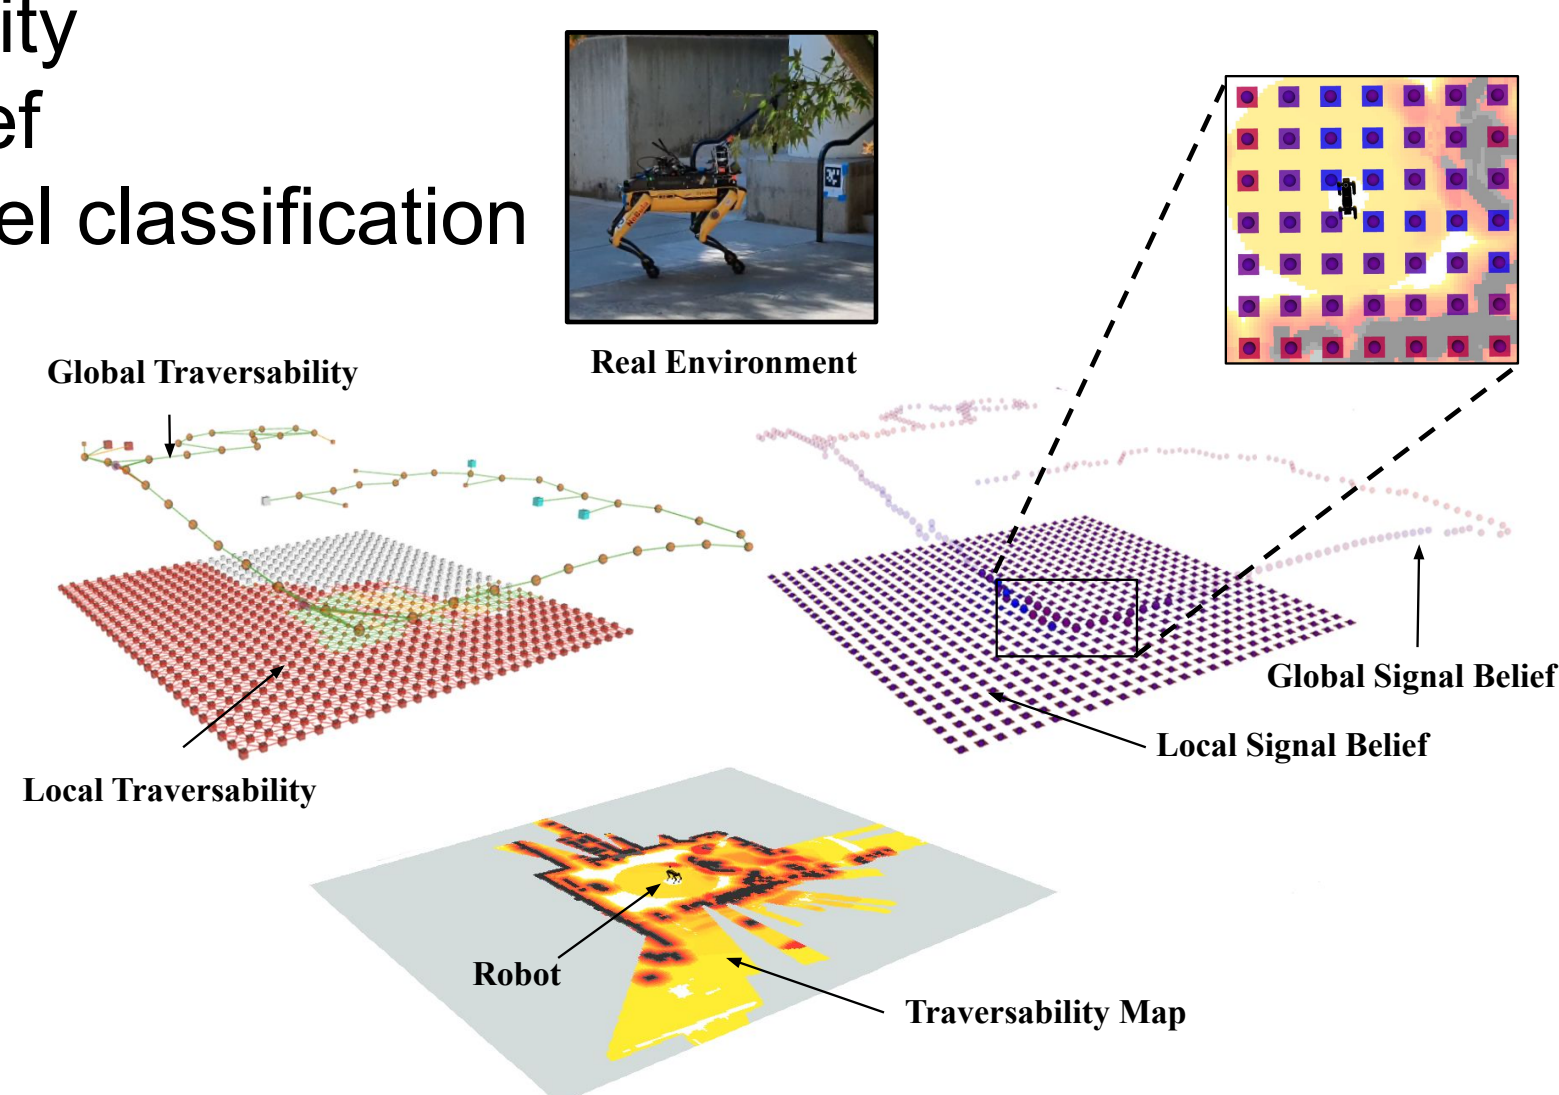 ity
ef
el classification
Real Environment
Global Traversability
Global Signal Belief
Local Signal Belief
Local Traversability
Robot
Traversability Map